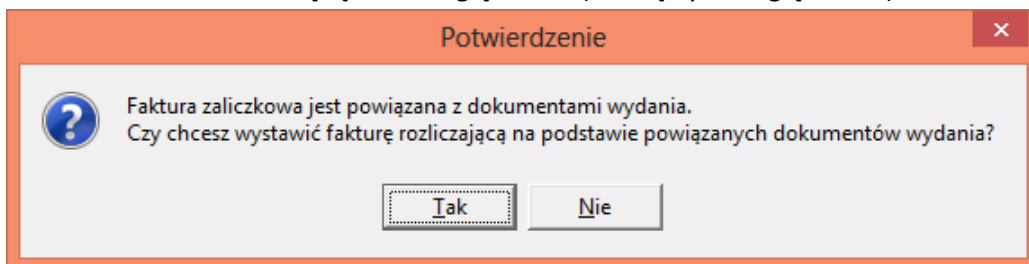 Potwierdzenie
Faktura zaliczkowa jest powiązana z dokumentami wydania.
Czy chcesz wystawić fakturę rozliczającą na podstawie powiązanych dokumentów wydania?
Tak Nie